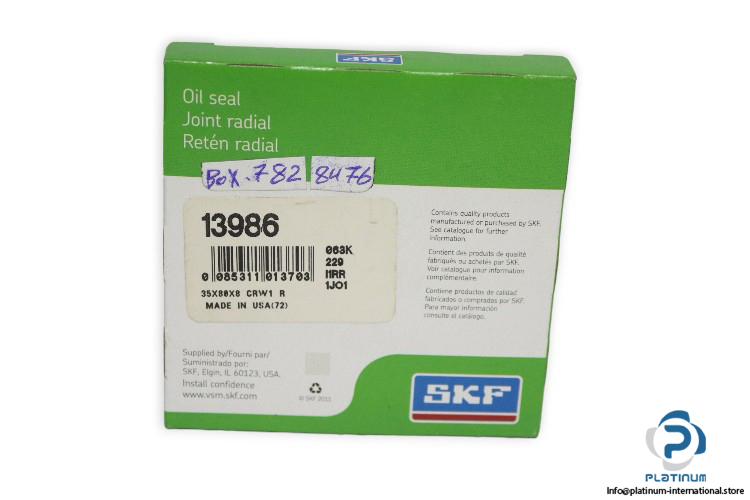 SKF
Oil seal
Joint radial
Retén radial
BOX.782 8476
13986
063K
229
MRR
1JO1
0 085311 013703
35X80X8 CRW1 R
MADE IN USA(72)
Contains quality products
manufactured or purchased by SKF.
See catalogue for further
information.
Contient des produits de qualité
fabriqués ou achetés par SKF.
Voir catalogue pour information
complémentaire.
Contiene productos de calidad
fabricados o comprados por SKF.
Para mayor información
consulte el catálogo.
Supplied by/Fourni par/
Suministrado por:
SKF, Elgin, IL 60123, USA.
Install confidence
www.vsm.skf.com
© SKF 2011
SKF
PLATINUM
Info@platinum-international.store